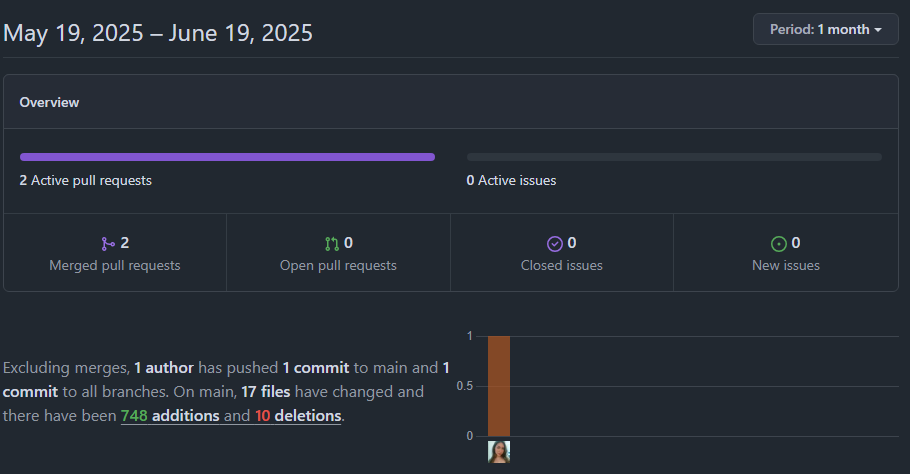 May 19, 2025 – June 19, 2025
Period: 1 month
Overview
2 Active pull requests
0 Active issues
2
Merged pull requests
0
Open pull requests
0
Closed issues
0
New issues
Excluding merges, 1 author has pushed 1 commit to main and 1
commit to all branches. On main, 17 files have changed and
there have been 748 additions and 10 deletions.
1
0.5
0